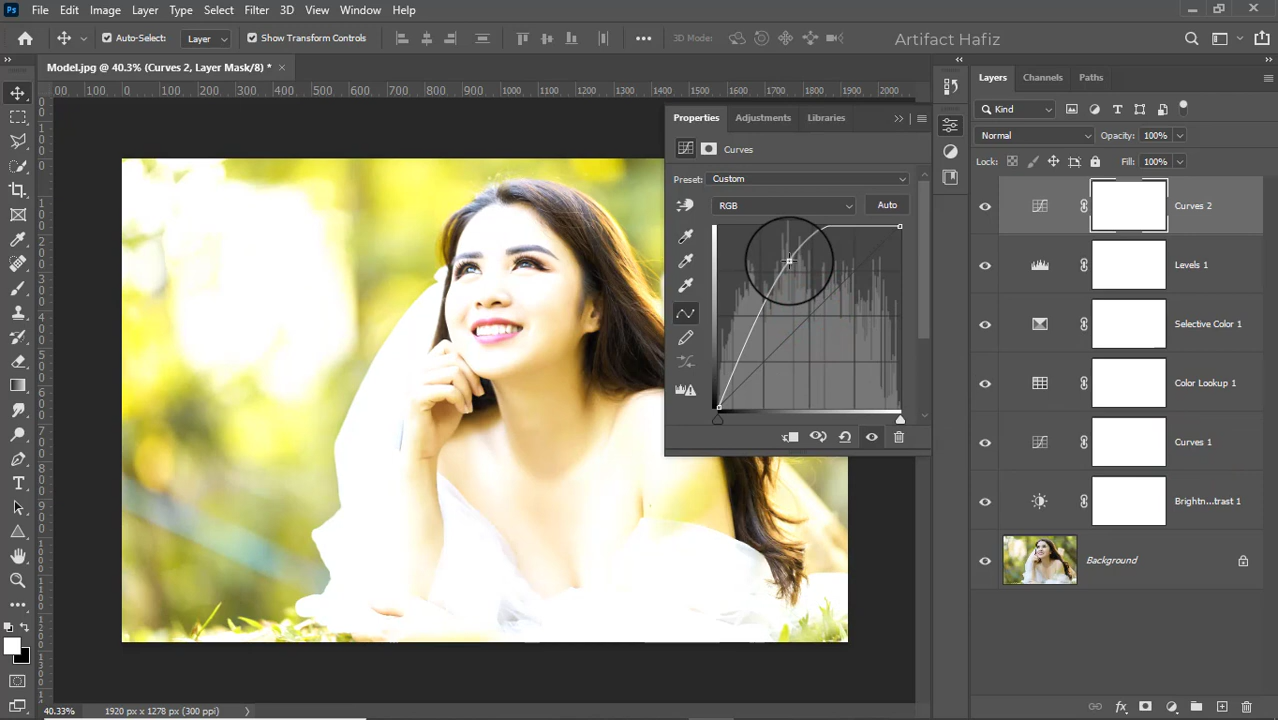 Ps File Edit Image Layer Type Select Filter 3D View Window Help
Auto-Select: Layer Show Transform Controls 3D Mode: Artifact Hafiz
Model.jpg @ 40.3% (Curves 2, Layer Mask/8) *
00 100 0 100 200 300 400 500 600 700 800 900 1000 1100 1200 1300 1400 1500 1600 1700 1800 1900 2000
Properties Adjustments Libraries
Curves
Preset: Custom
RGB Auto
Layers Channels Paths
Kind
Normal Opacity: 100%
Lock: Fill: 100%
Curves 2
Levels 1
Selective Color 1
Color Lookup 1
Curves 1
Brightn...trast 1
Background
40.33% 1920 px x 1278 px (300 ppi)